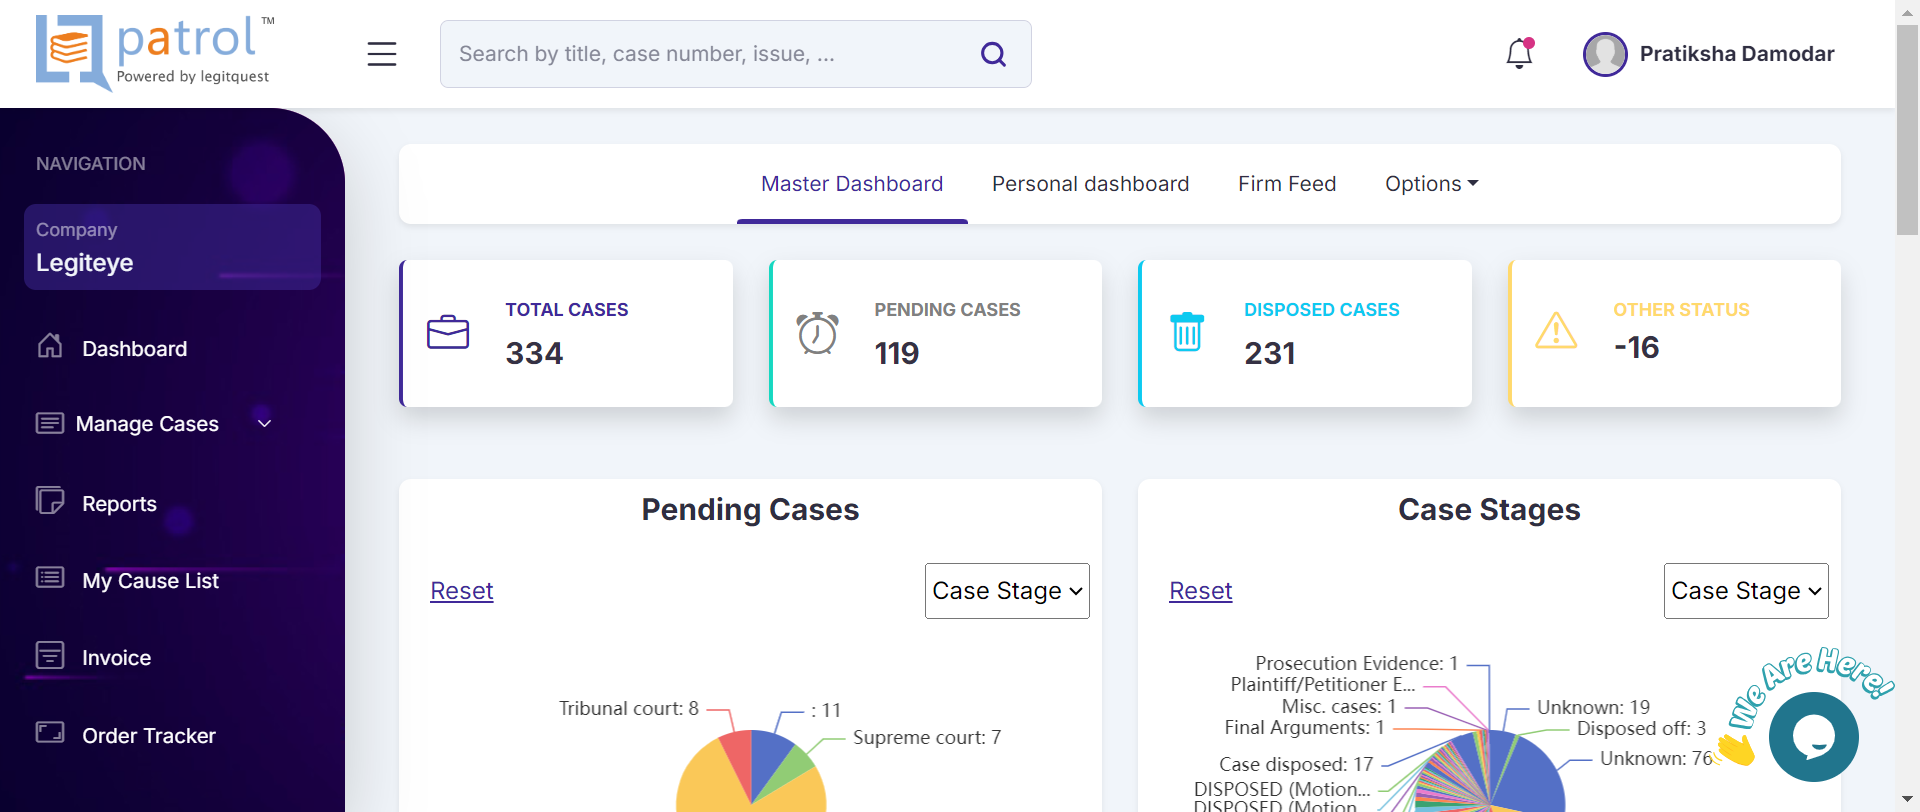 patrol ™
Powered by legitquest
Search by title, case number, issue, ...
Pratiksha Damodar
NAVIGATION
Company
Legiteye
Dashboard
Manage Cases
Reports
My Cause List
Invoice
Order Tracker
Master Dashboard Personal dashboard Firm Feed Options
TOTAL CASES
334
PENDING CASES
119
DISPOSED CASES
231
OTHER STATUS
-16
Pending Cases
Reset
Case Stage
Tribunal court: 8
: 11
Supreme court: 7
Case Stages
Reset
Case Stage
Prosecution Evidence: 1
Plaintiff/Petitioner E...
Misc. cases: 1
Final Arguments: 1
Case disposed: 17
DISPOSED (Motion...
DISPOSED (Motion
Unknown: 19
Disposed off: 3
Unknown: 76
We Are Here!